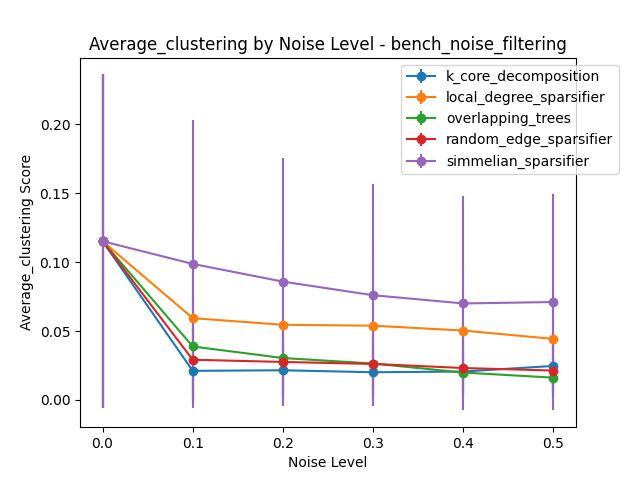 Average_clustering by Noise Level - bench_noise_filtering
k_core_decomposition
local_degree_sparsifier
overlapping_trees
random_edge_sparsifier
simmelian_sparsifier
Average_clustering Score
0.20
0.15
0.10
0.05
0.00
0.0 0.1 0.2 0.3 0.4 0.5
Noise Level